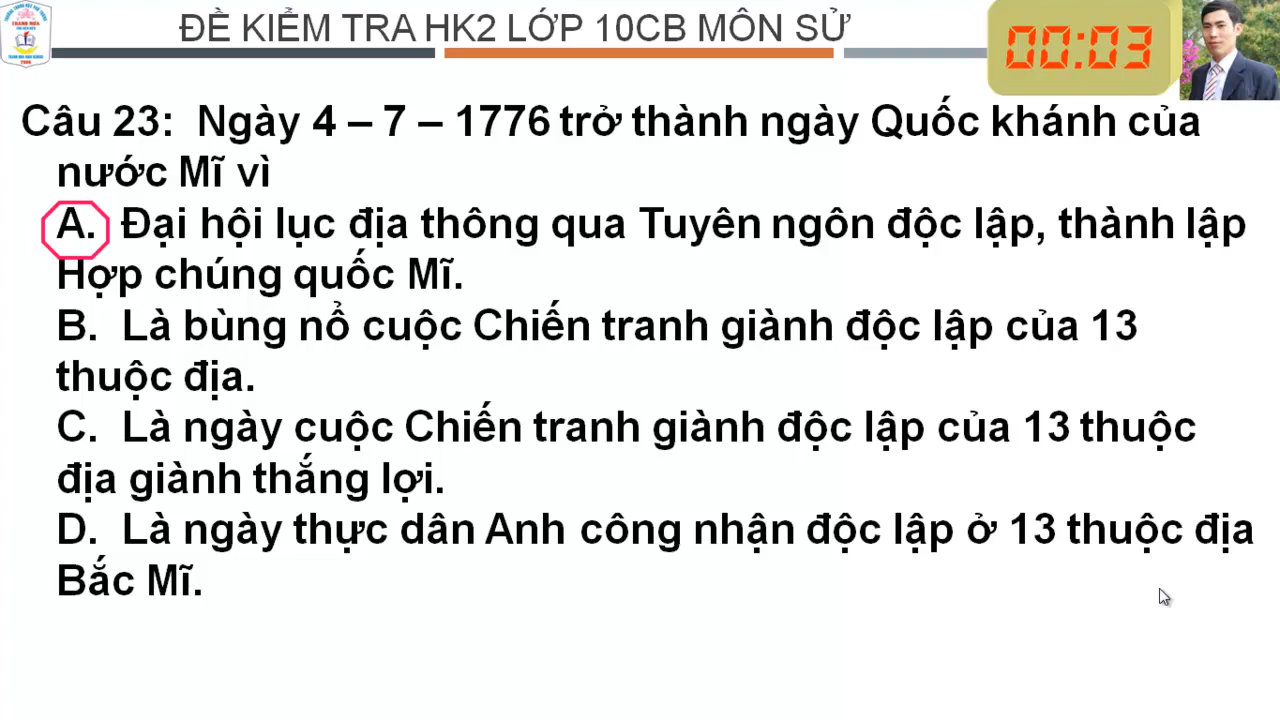 ĐỀ KIỂM TRA HK2 LỚP 10CB MÔN SỬ
00:03
Câu 23: Ngày 4 – 7 – 1776 trở thành ngày Quốc khánh của
nước Mĩ vì
A. Đại hội lục địa thông qua Tuyên ngôn độc lập, thành lập
Hợp chúng quốc Mĩ.
B. Là bùng nổ cuộc Chiến tranh giành độc lập của 13
thuộc địa.
C. Là ngày cuộc Chiến tranh giành độc lập của 13 thuộc
địa giành thắng lợi.
D. Là ngày thực dân Anh công nhận độc lập ở 13 thuộc địa
Bắc Mĩ.